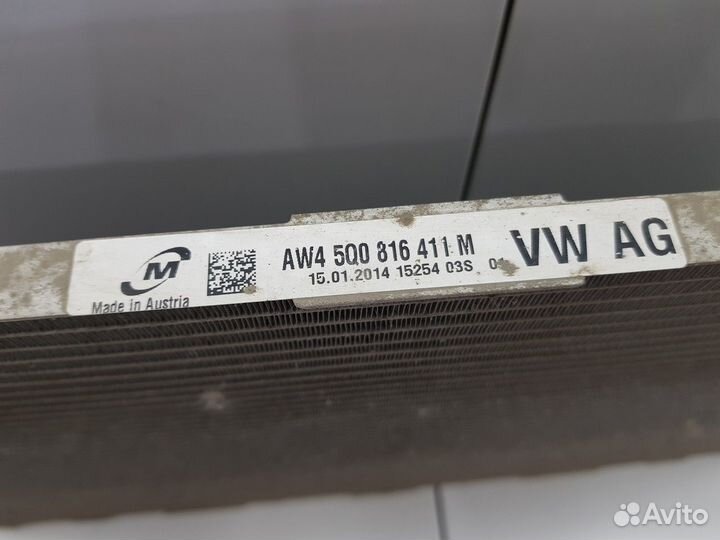 M
Made in Austria
AW4 5Q0 816 411 M
15.01.2014 15254 03S
VW AG
Avito